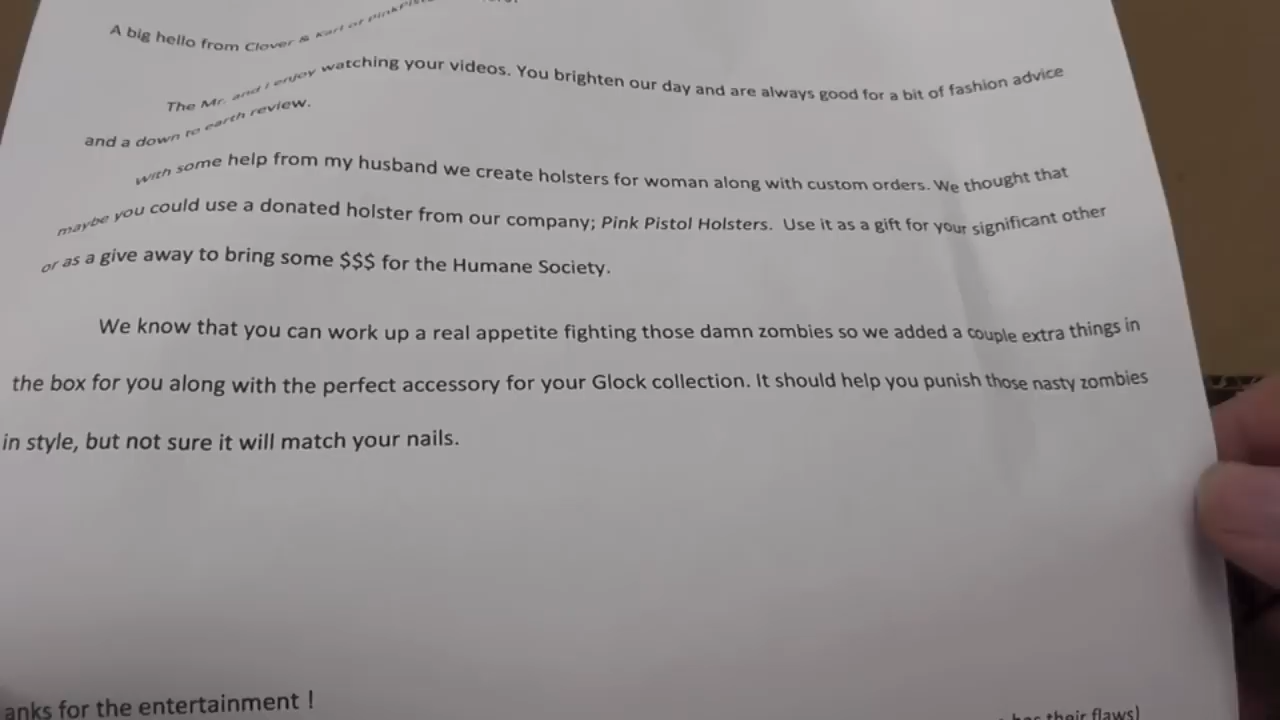 A big hello from Clover & Karl of
The Mr. and I enjoy watching your videos. You brighten our day and are always good for a bit of fashion advice
and a down to earth review.
With some help from my husband we create holsters for woman along with custom orders. We thought that
maybe you could use a donated holster from our company; Pink Pistol Holsters. Use it as a gift for your significant other
or as a give away to bring some $$$ for the Humane Society.
We know that you can work up a real appetite fighting those damn zombies so we added a couple extra things in
the box for you along with the perfect accessory for your Glock collection. It should help you punish those nasty zombies
in style, but not sure it will match your nails.
anks for the entertainment !
their flaws)